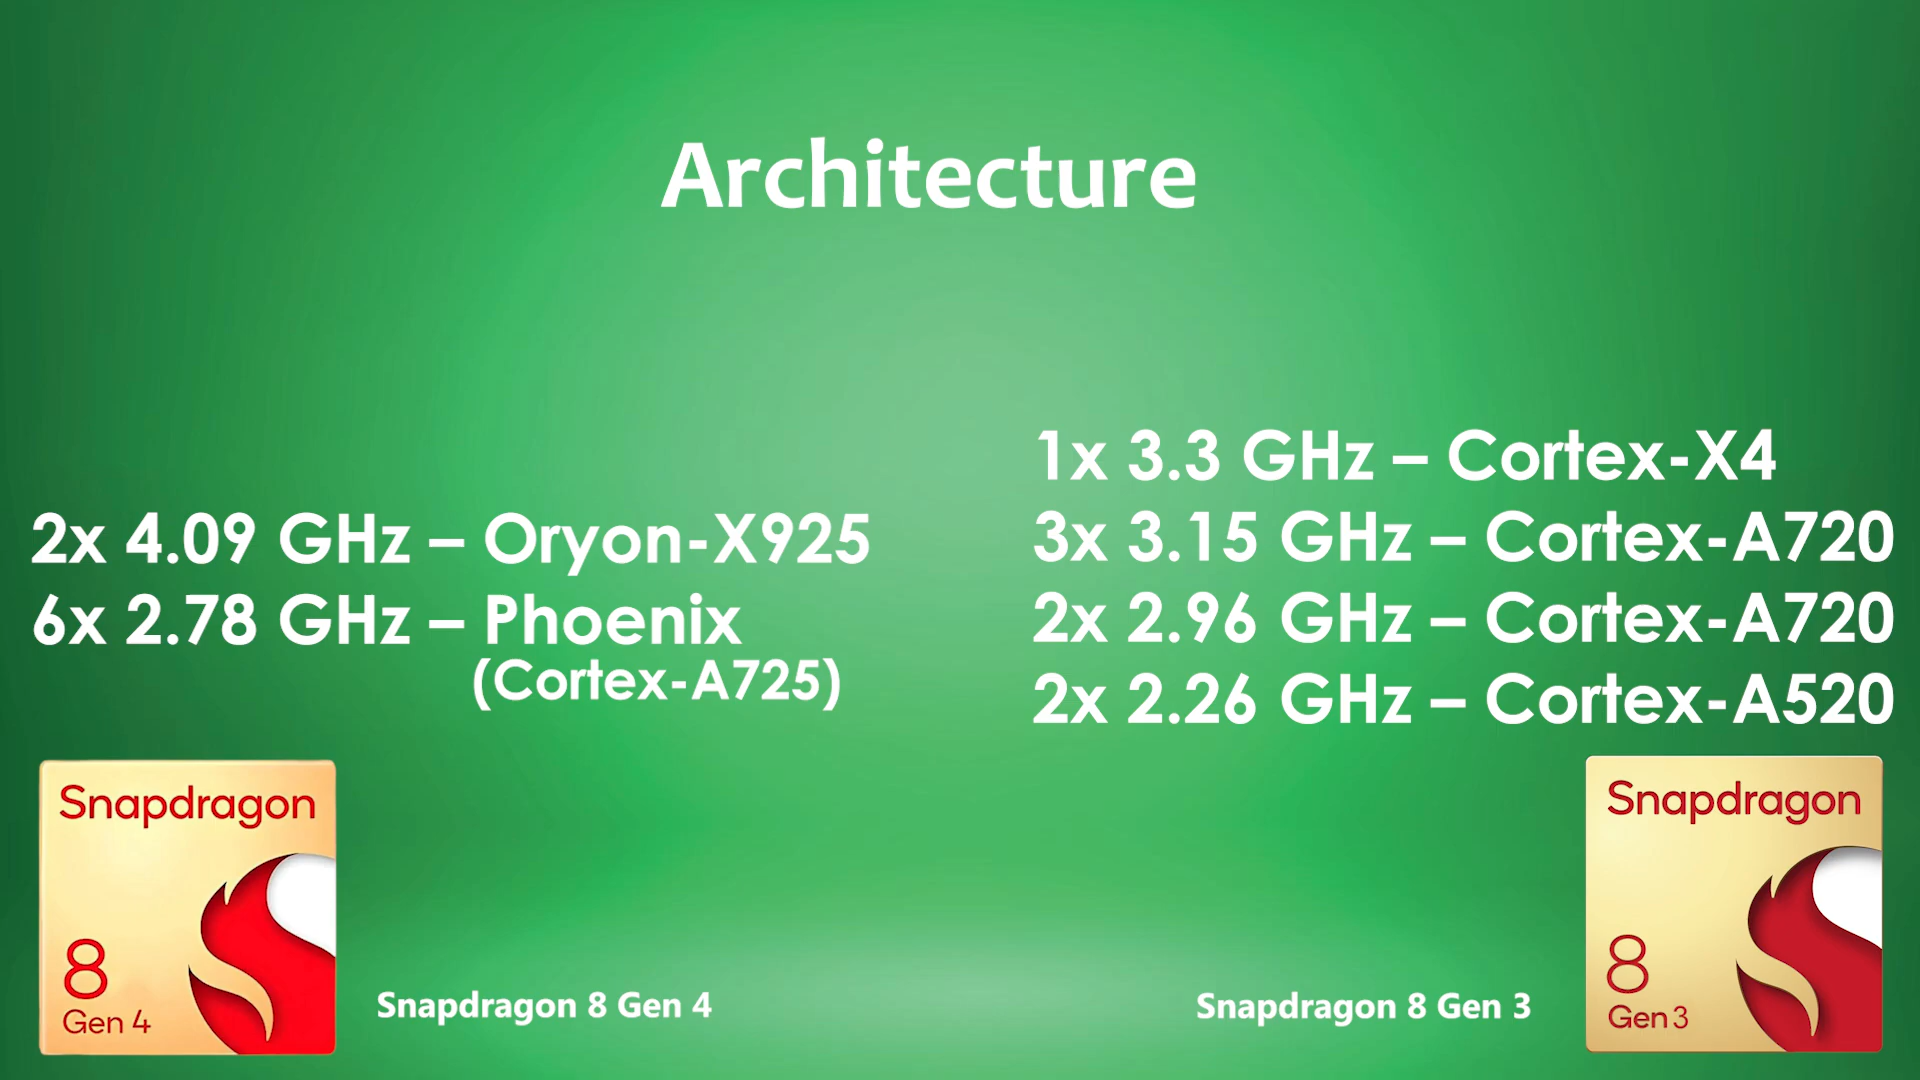 Architecture
2x 4.09 GHz – Oryon-X925
6x 2.78 GHz – Phoenix
(Cortex-A725)
1x 3.3 GHz – Cortex-X4
3x 3.15 GHz – Cortex-A720
2x 2.96 GHz – Cortex-A720
2x 2.26 GHz – Cortex-A520
Snapdragon
8
Gen 4
Snapdragon 8 Gen 4
Snapdragon 8 Gen 3
Snapdragon
8
Gen 3